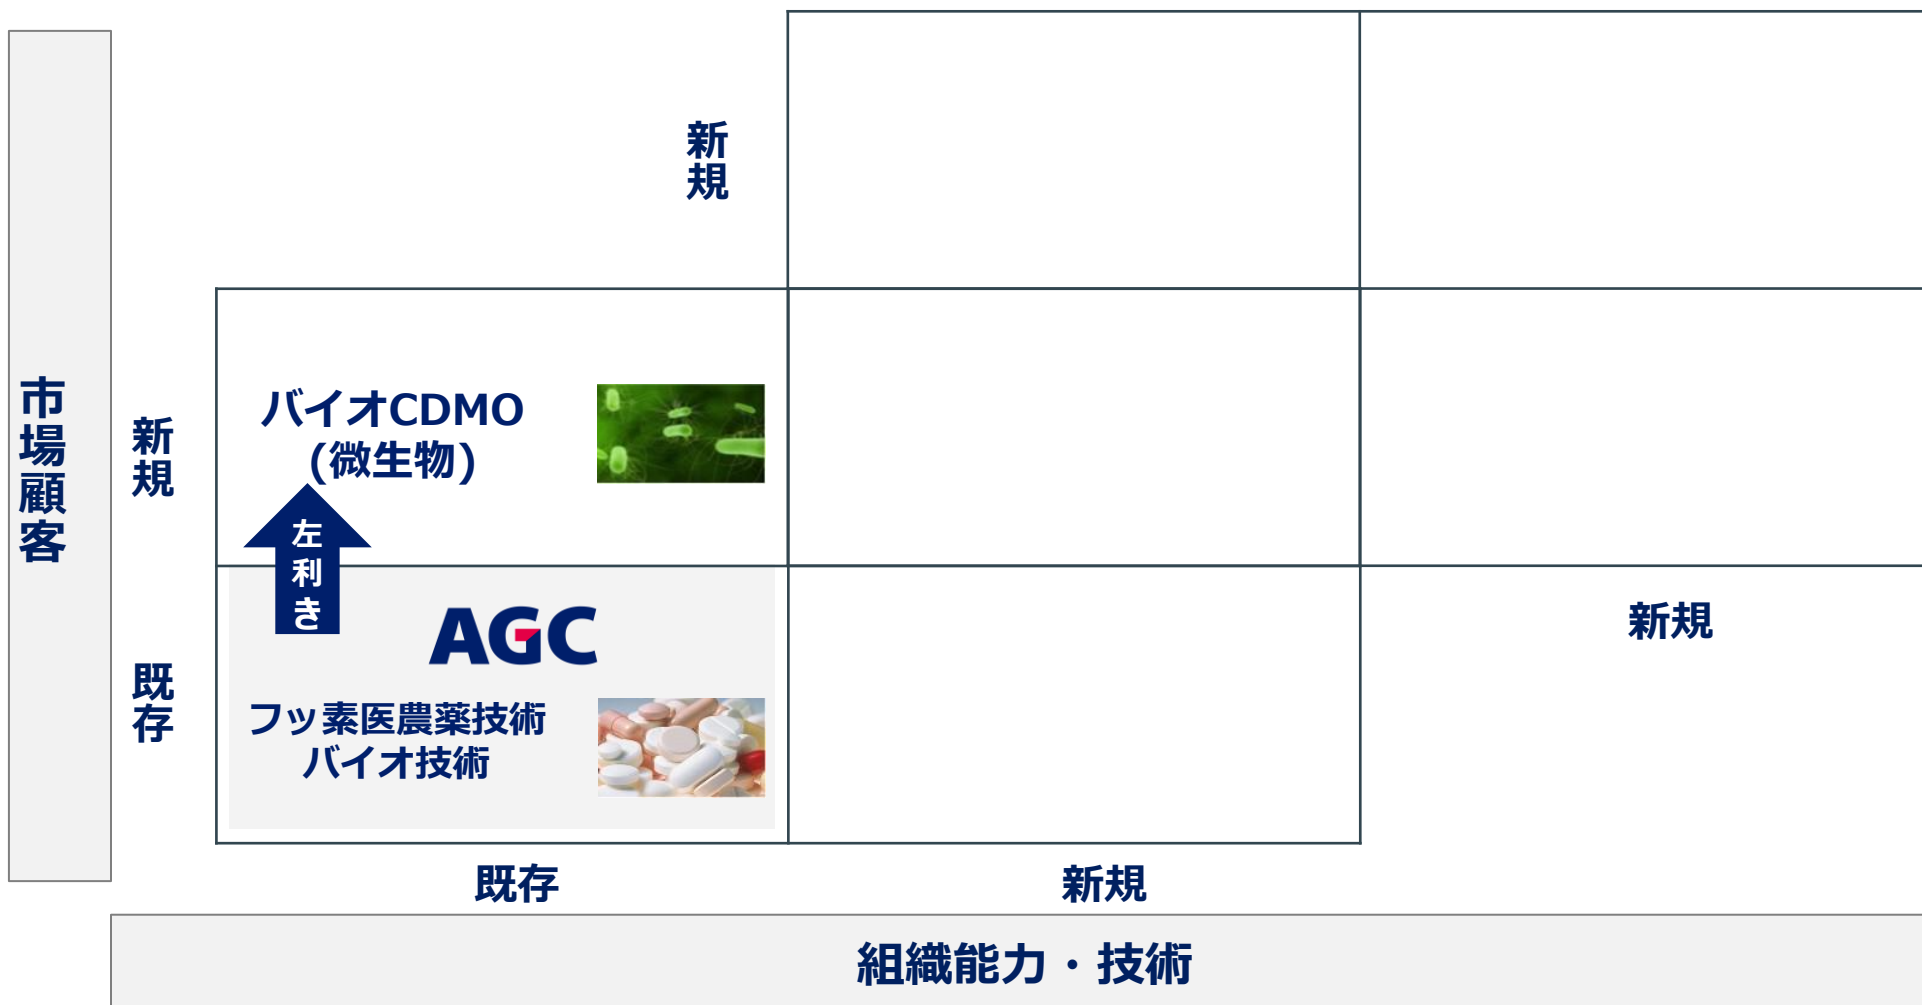 新規
市場顧客
新規
バイオCDMO
(微生物)
左利き
既存
AGC
フッ素医農薬技術
バイオ技術
新規
既存
新規
組織能力・技術